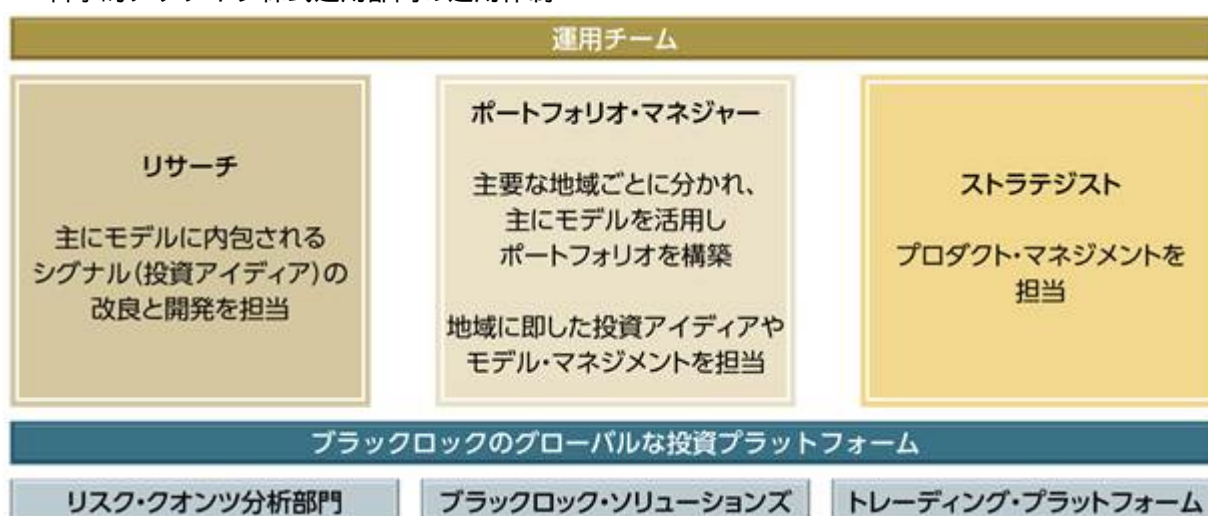 運用チーム
リサーチ
主にモデルに内包される
シグナル(投資アイディア)の
改良と開発を担当
ポートフォリオ・マネジャー
主要な地域ごとに分かれ、
主にモデルを活用し
ポートフォリオを構築
地域に即した投資アイディアや
モデル・マネジメントを担当
ストラテジスト
プロダクト・マネジメントを
担当
ブラックロックのグローバルな投資プラットフォーム
リスク・クオンツ分析部門
ブラックロック・ソリューションズ
トレーディング・プラットフォーム